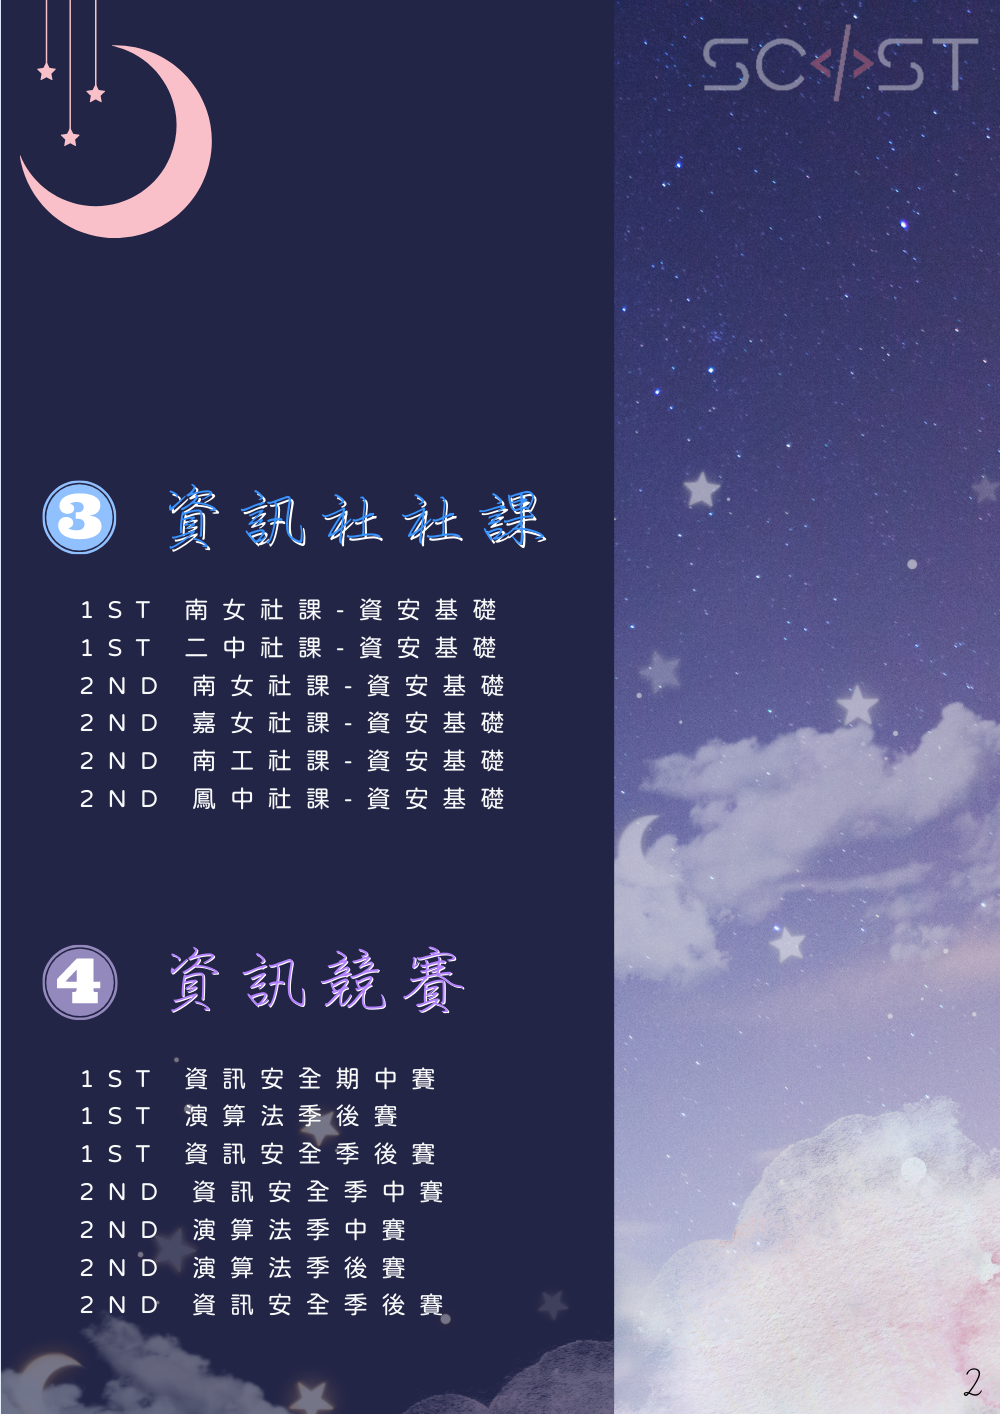 SC</>ST
3 資訊社社課
1ST 南女社課-資安基礎
1ST 二中社課-資安基礎
2ND 南女社課-資安基礎
2ND 嘉女社課-資安基礎
2ND 南工社課-資安基礎
2ND 鳳中社課-資安基礎
4 資訊競賽
1ST 資訊安全期中賽
1ST 演算法季後賽
1ST 資訊安全季後賽
2ND 資訊安全季中賽
2ND 演算法季中賽
2ND 演算法季後賽
2ND 資訊安全季後賽
2